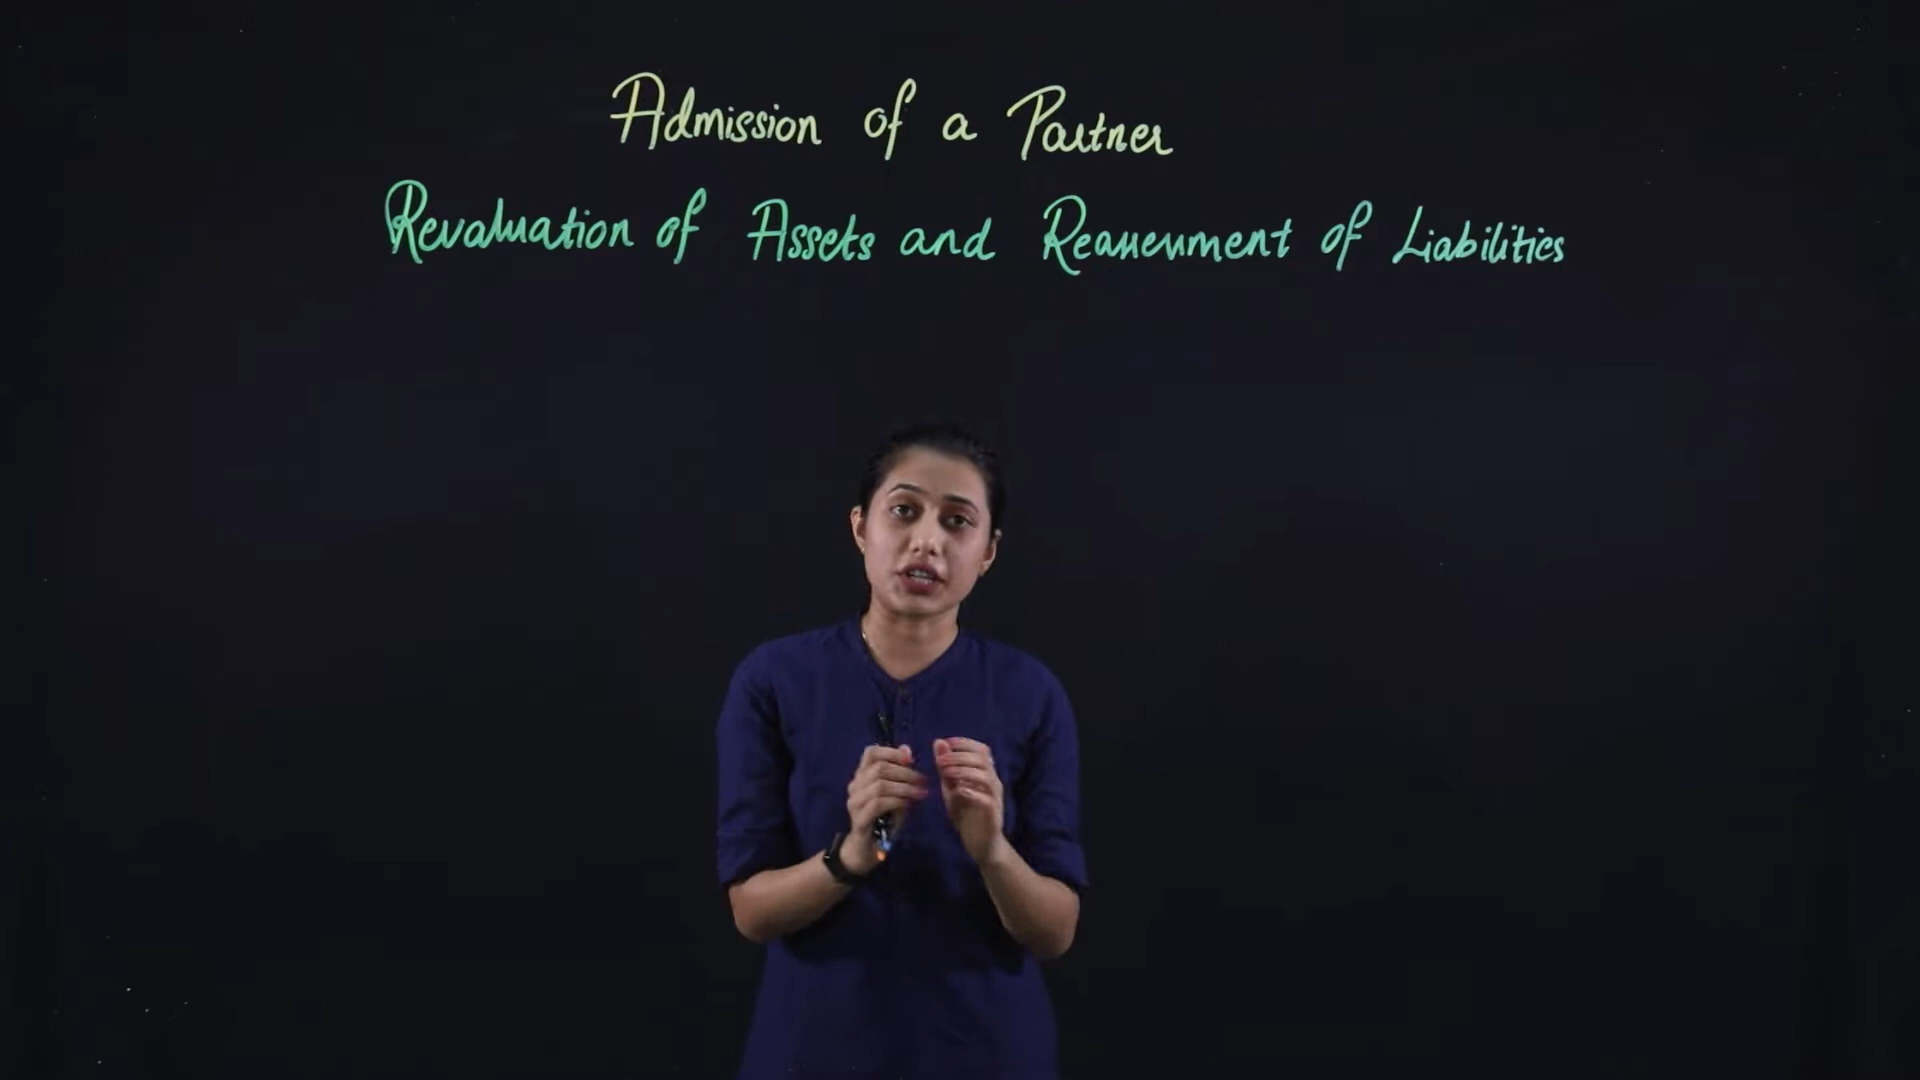 Admission of a Partner
Revaluation of Assets and Reassessment of Liabilities